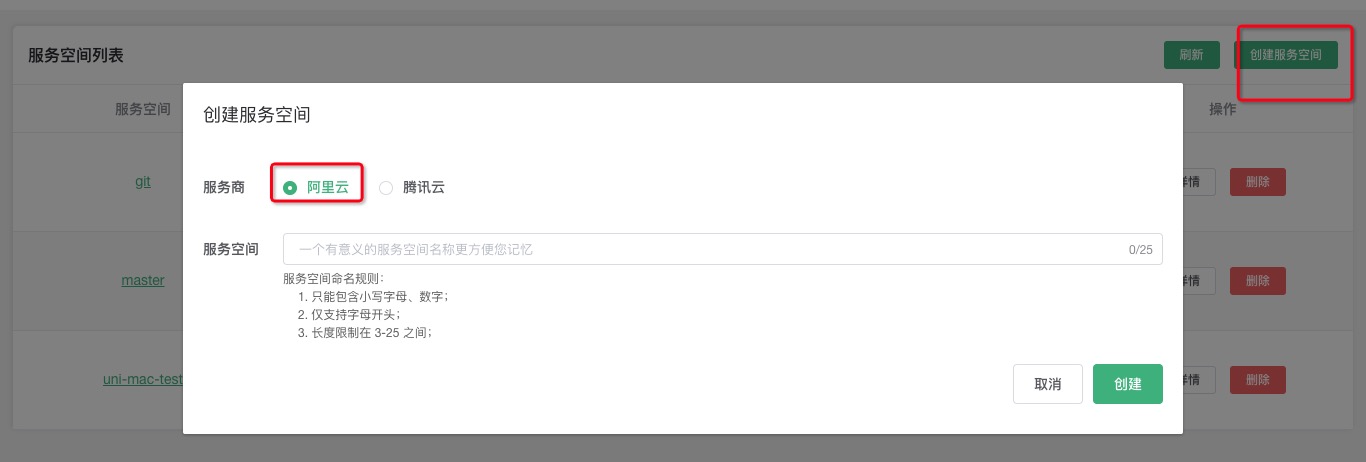 服务空间列表
刷新
创建服务空间
服务空间
操作
创建服务空间
服务商
阿里云
腾讯云
git
详情
删除
服务空间
一个有意义的服务空间名称更方便您记忆
0/25
服务空间命名规则：
1. 只能包含小写字母、数字；
2. 仅支持字母开头；
3. 长度限制在 3-25 之间；
master
详情
删除
uni-mac-test
详情
删除
取消
创建